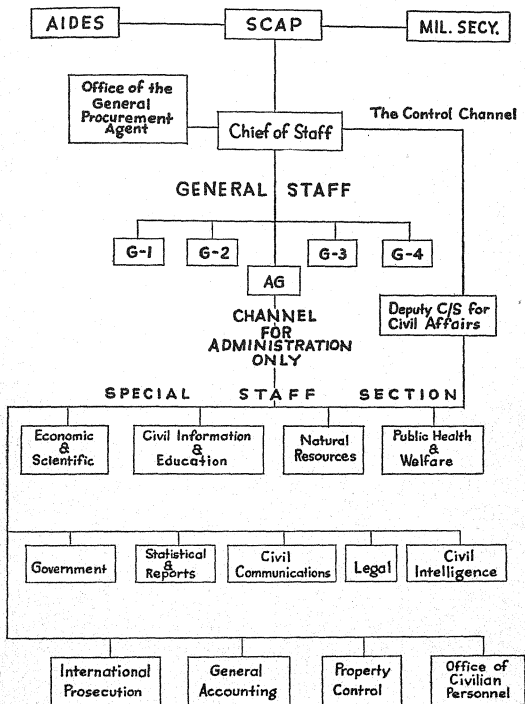 AIDES
SCAP
MIL. SECY.
Office of the
General
Procurement
Agent
Chief of Staff
The Control Channel
GENERAL STAFF
G-1
G-2
G-3
G-4
AG
CHANNEL
FOR
ADMINISTRATION
ONLY
Deputy C/S for
Civil Affairs
SPECIAL STAFF SECTION
Economic
&
Scientific
Civil Information
&
Education
Natural
Resources
Public Health
&
Welfare
Government
Statistical
&
Reports
Civil
Communications
Legal
Civil
Intelligence
International
Prosecution
General
Accounting
Property
Control
Office of
Civilian
Personnel